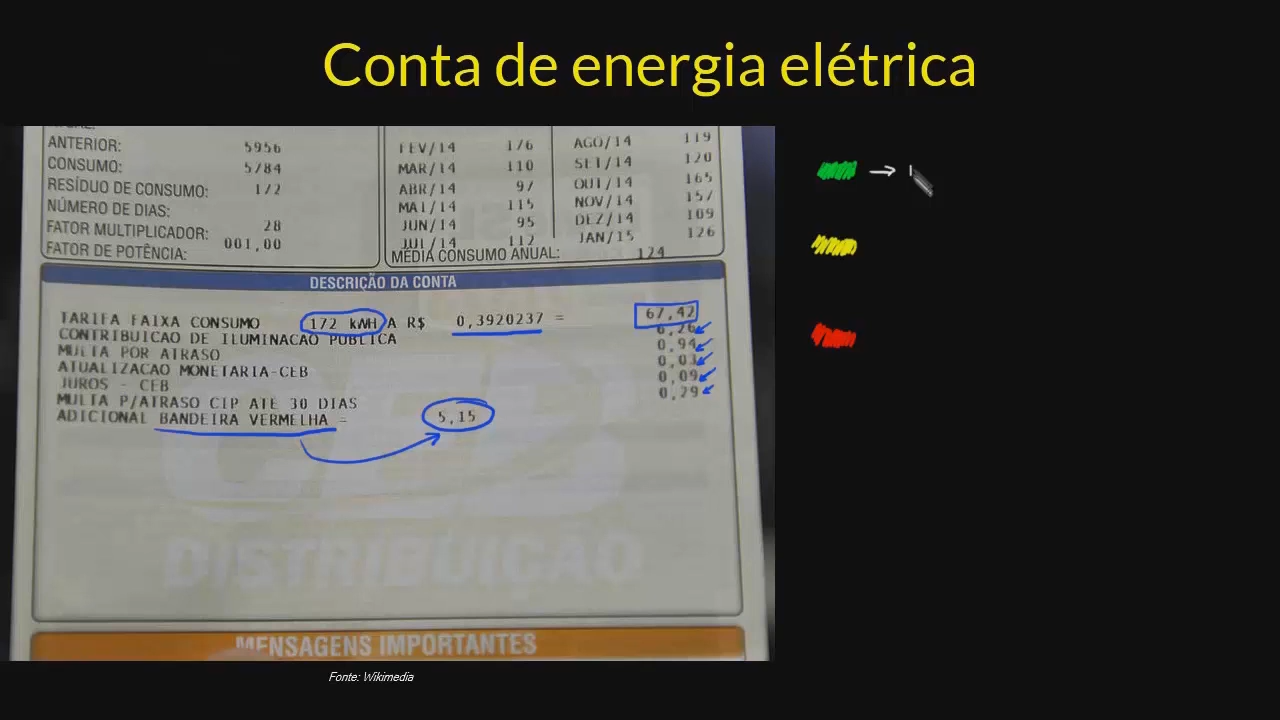 Conta de energia elétrica
ANTERIOR: 5956
CONSUMO: 5784
RESÍDUO DE CONSUMO: 172
NÚMERO DE DIAS:
FATOR MULTIPLICADOR: 28
FATOR DE POTÊNCIA: 001,00
FEV/14 176
MAR/14 110
ABR/14 97
MAI/14 115
JUN/14 95
JUL/14 112
AGO/14 119
SET/14 120
OUT/14 165
NOV/14 157
DEZ/14 109
JAN/15 126
MÉDIA CONSUMO ANUAL: 124
DESCRIÇÃO DA CONTA
TARIFA FAIXA CONSUMO 172 kWH A R$ 0,3920237 = 67,42
CONTRIBUICAO DE ILUMINACAO PUBLICA 6,26
MULTA POR ATRASO 0,94
ATUALIZACAO MONETARIA-CEB 0,03
JUROS - CEB 0,09
MULTA P/ATRASO CIP ATE 30 DIAS 0,29
ADICIONAL BANDEIRA VERMELHA = 5,15
CEB
DISTRIBUIÇÃO
MENSAGENS IMPORTANTES
Fonte: Wikimedia